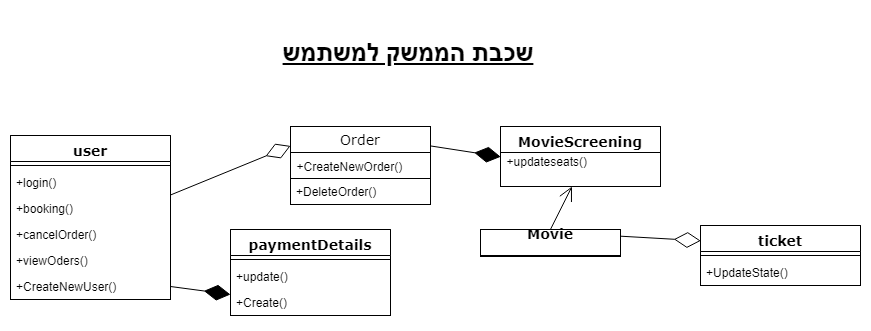 שכבת הממשק למשתמש
user
+login()
+booking()
+cancelOrder()
+viewOders()
+CreateNewUser()
paymentDetails
+update()
+Create()
Order
+CreateNewOrder()
+DeleteOrder()
MovieScreening
+updateseats()
Movie
ticket
+UpdateState()